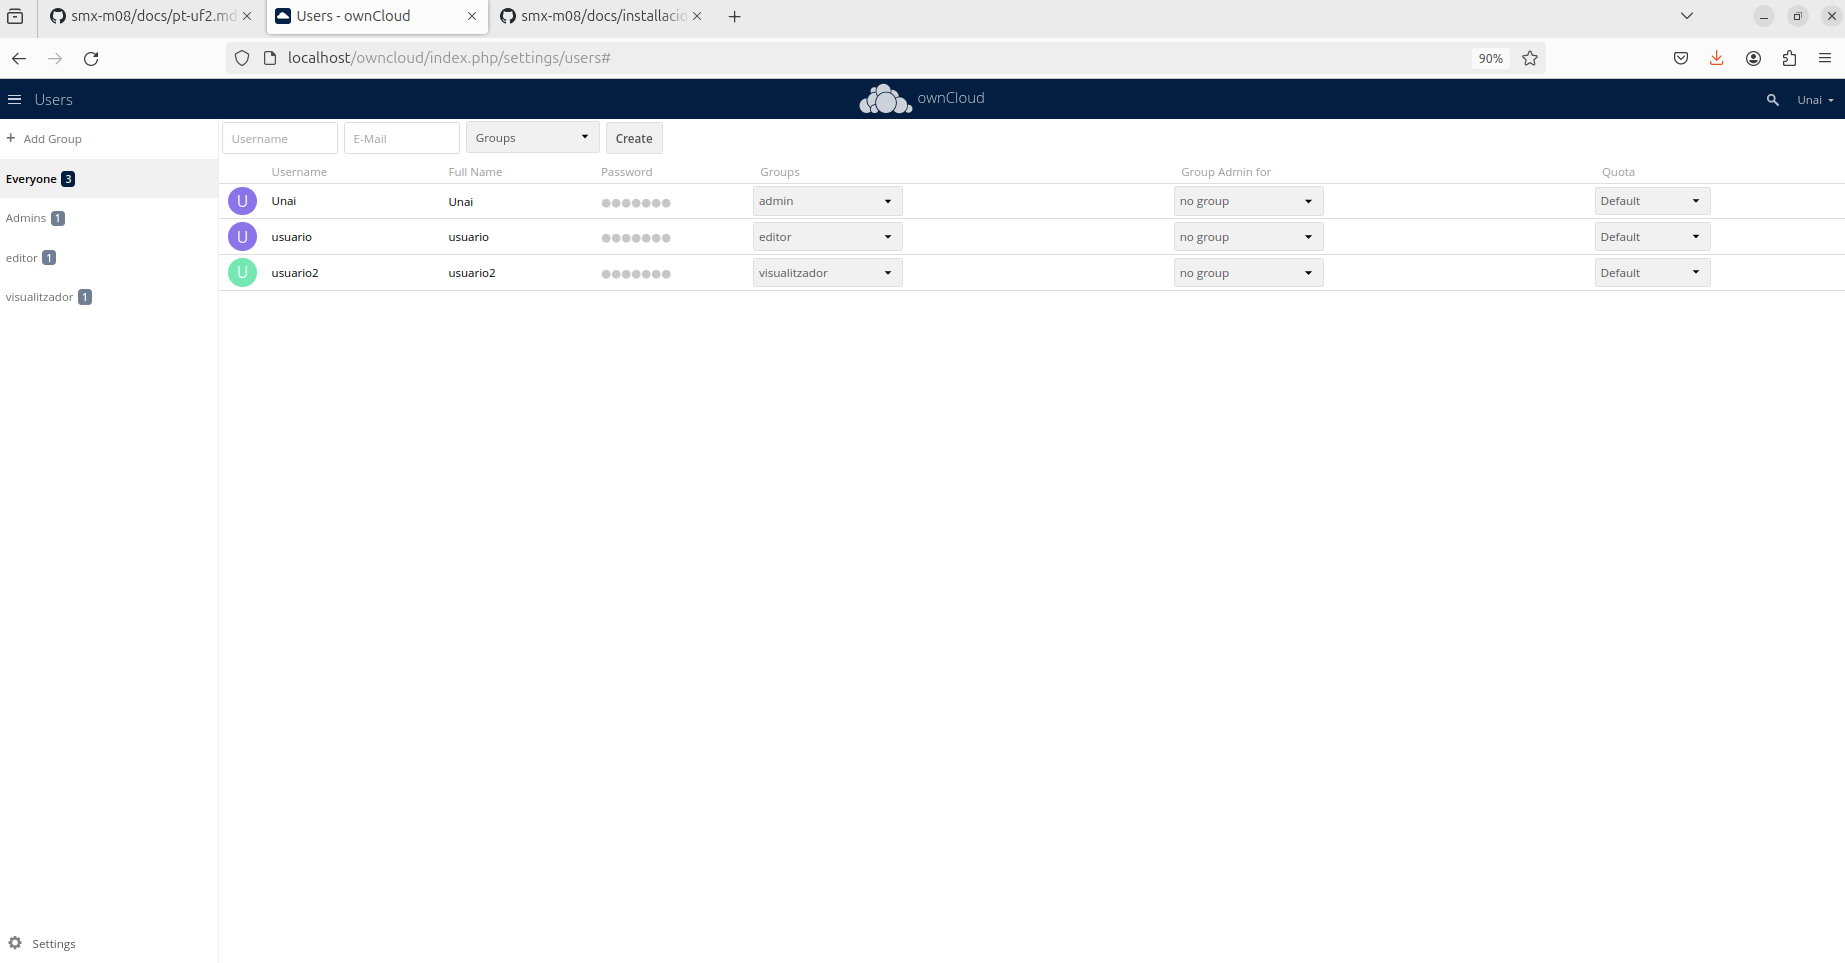 smx-m08/docs/pt-uf2.md
Users - ownCloud
smx-m08/docs/installacio
localhost/owncloud/index.php/settings/users#
90%
Users
ownCloud
Unai
+ Add Group
Username
E-Mail
Groups
Create
Everyone 3
Admins 1
editor 1
visualitzador 1
Username Full Name Password Groups Group Admin for Quota
U Unai Unai ●●●●●●● admin no group Default
U usuario usuario ●●●●●●● editor no group Default
U usuario2 usuario2 ●●●●●●● visualitzador no group Default
Settings